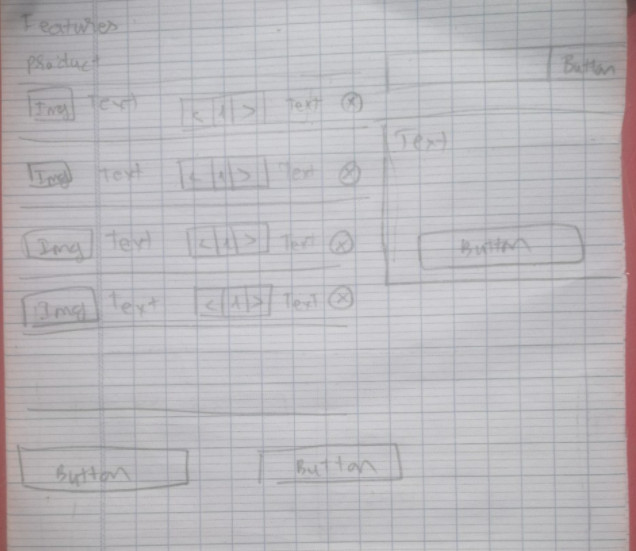 Features
Product
Button
Img Text < 1 > Text X
Text
Img Text < 1 > Text X
Img Text < 1 > Text X
Button
Img Text < 1 > Text X
Button Button